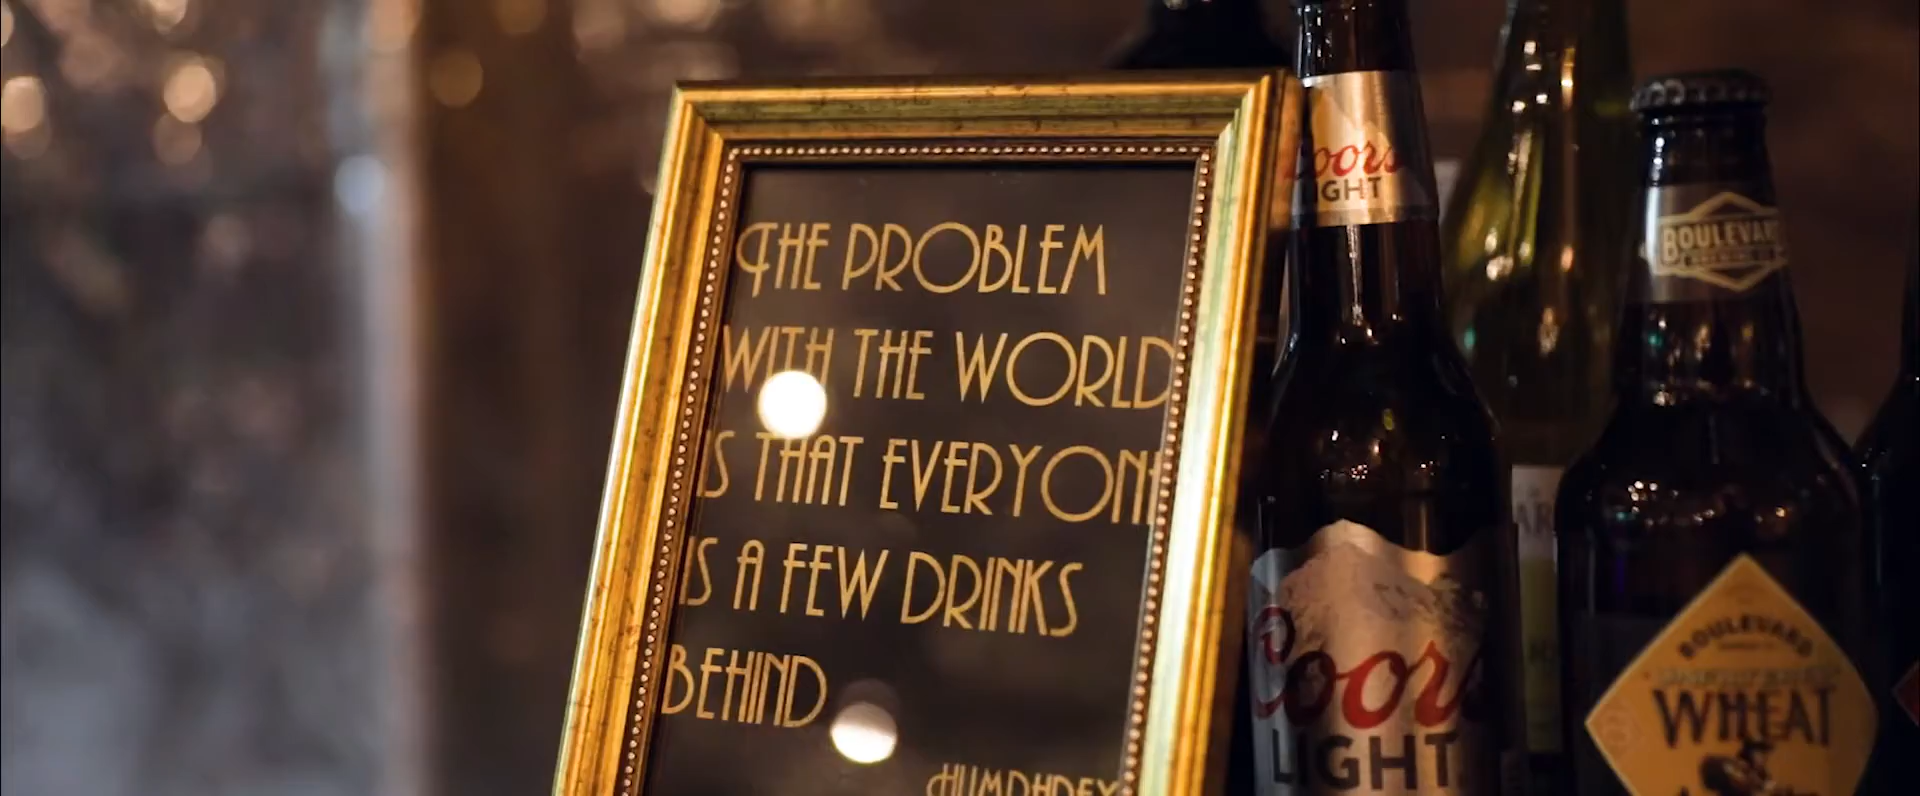 THE PROBLEM
WITH THE WORLD
IS THAT EVERYONE
IS A FEW DRINKS
BEHIND
HUMPHREY
Coors
LIGHT
Coors
LIGHT
BOULEVARD
BOULEVARD
WHEAT